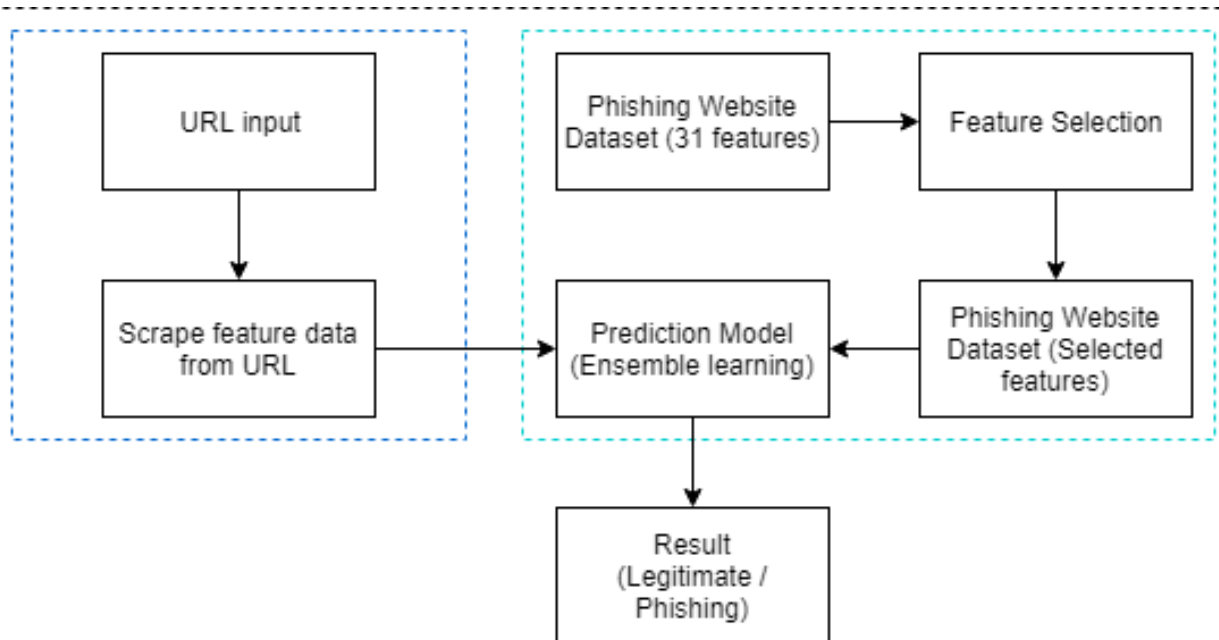 URL input
Phishing Website
Dataset (31 features)
Feature Selection
Scrape feature data
from URL
Prediction Model
(Ensemble learning)
Phishing Website
Dataset (Selected
features)
Result
(Legitimate /
Phishing)